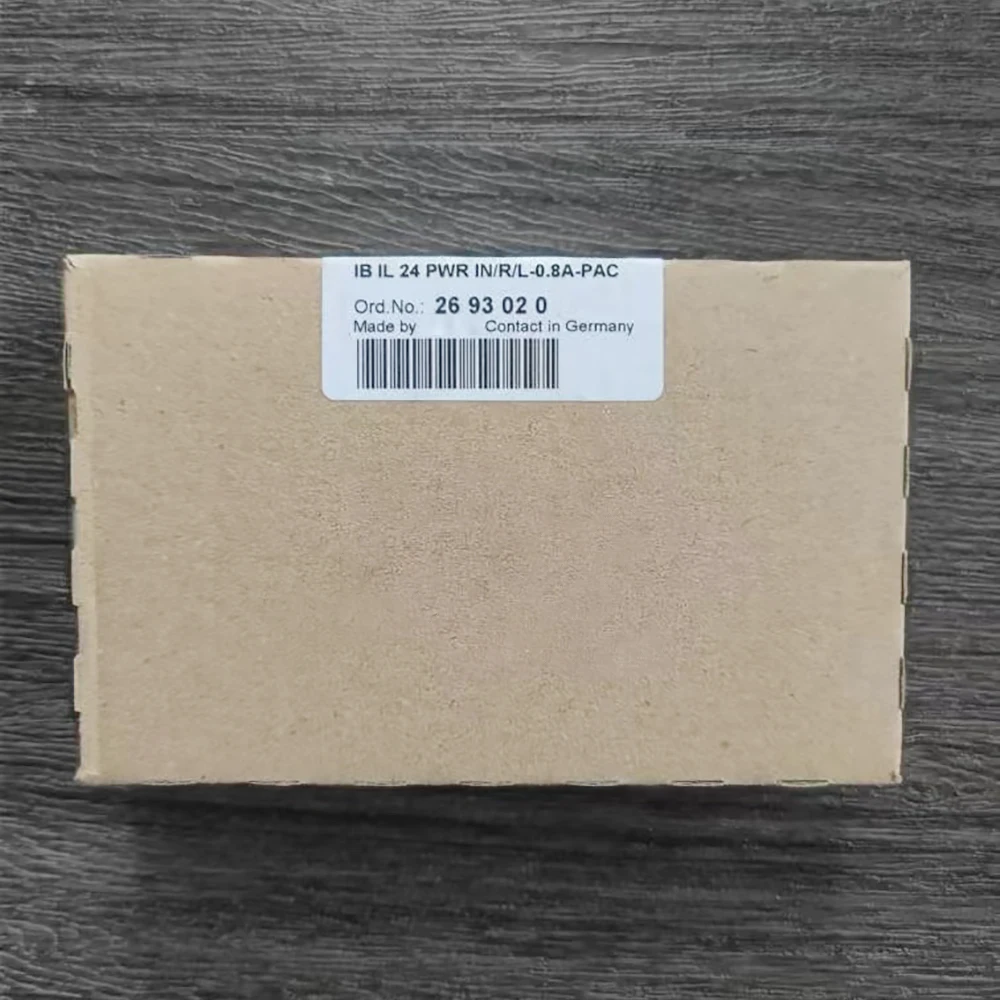 IB IL 24 PWR IN/R/L-0.8A-PAC
Ord.No.: 26 93 02 0
Made by Contact in Germany